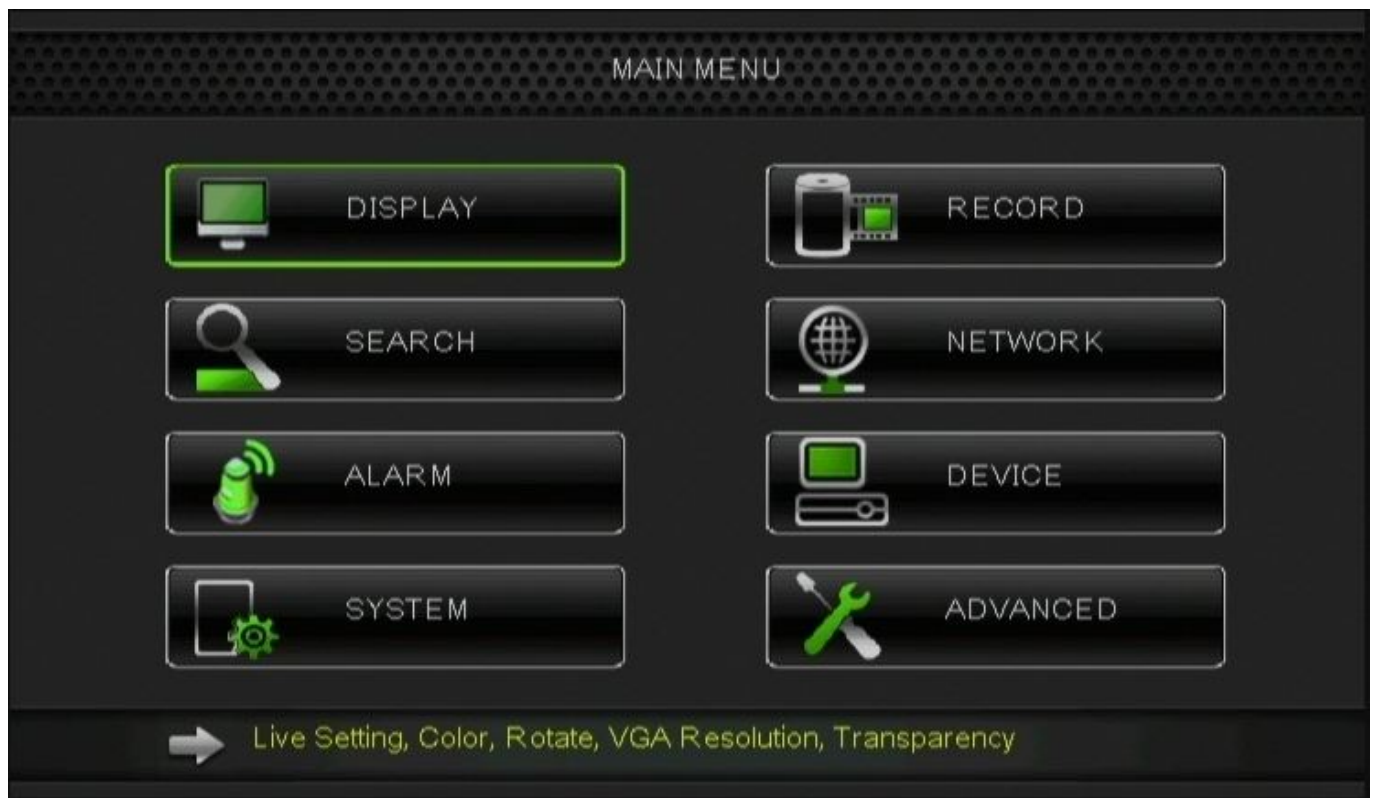 MAIN MENU
DISPLAY
RECORD
SEARCH
NETWORK
ALARM
DEVICE
SYSTEM
ADVANCED
Live Setting, Color, Rotate, VGA Resolution, Transparency